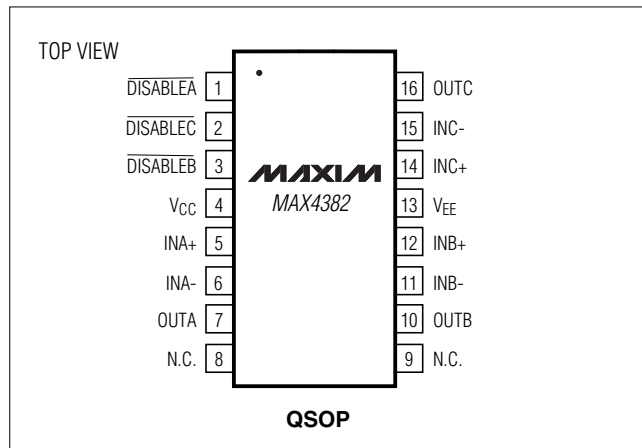 TOP VIEW
DISABLEA 1 16 OUTC
DISABLEC 2 15 INC-
DISABLEB 3 14 INC+
MAXIM
VCC 4 MAX4382 13 VEE
INA+ 5 12 INB+
INA- 6 11 INB-
OUTA 7 10 OUTB
N.C. 8 9 N.C.
QSOP